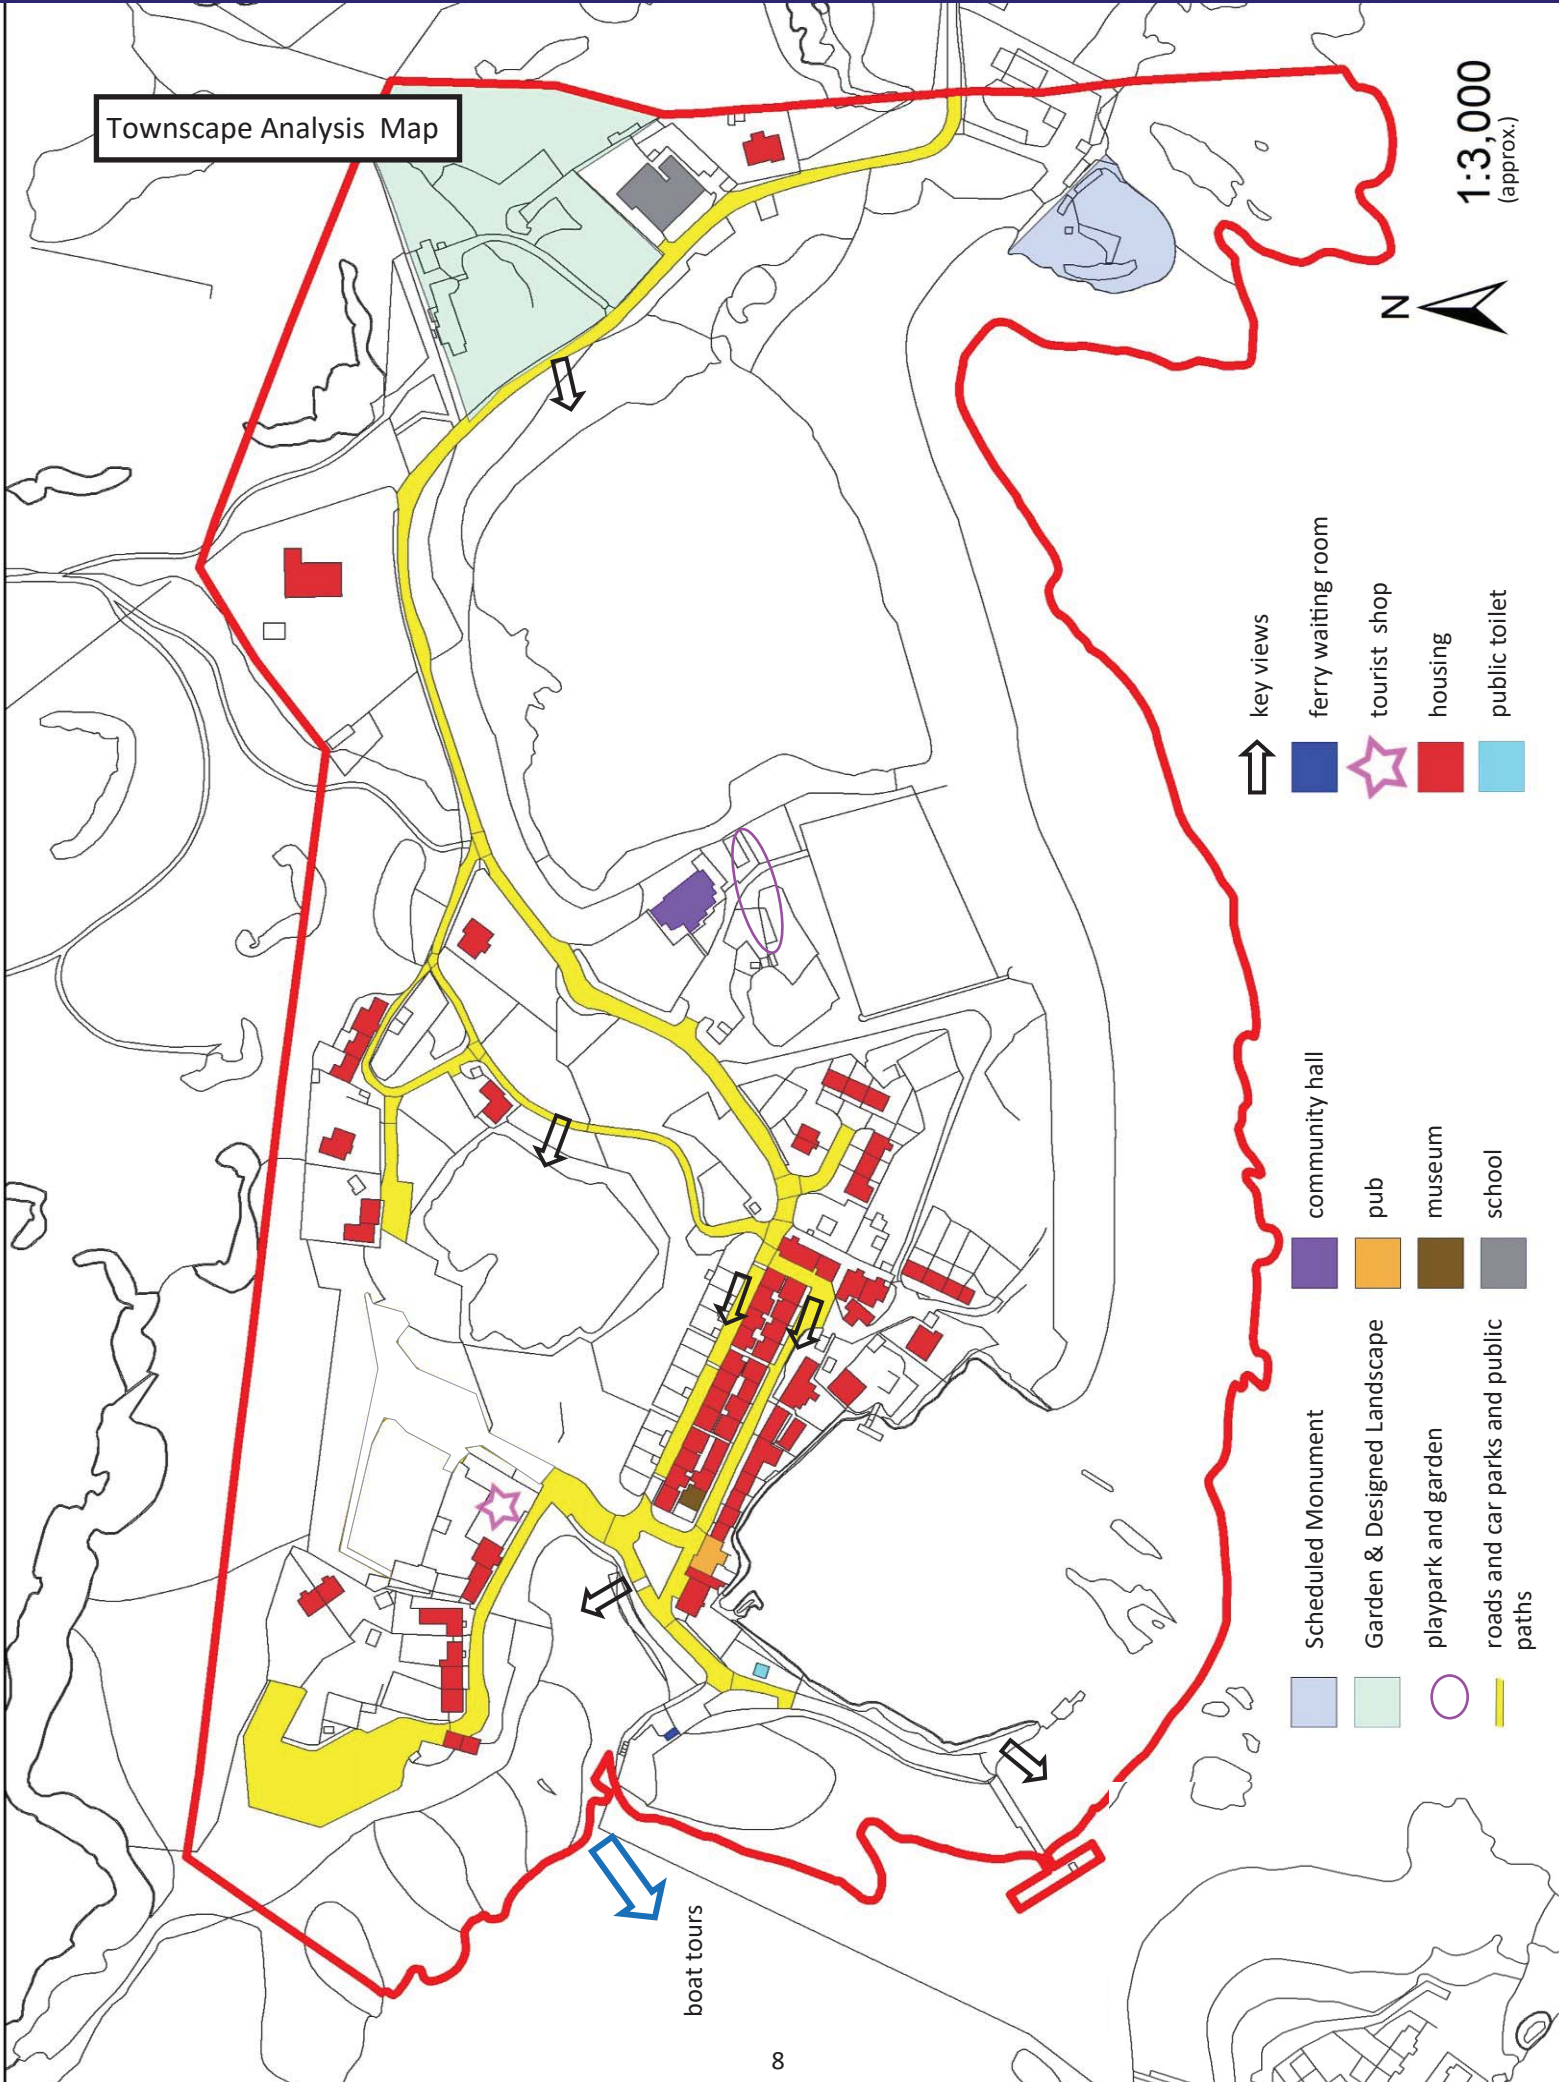 Townscape Analysis  Map
1:3,000
(approx.)
N
key views
ferry waiting room
tourist  shop
housing
public toilet
community hall
pub
museum
school
Scheduled Monument
Garden & Designed Landscape
playpark and garden
roads and car parks and public
paths
boat tours
8